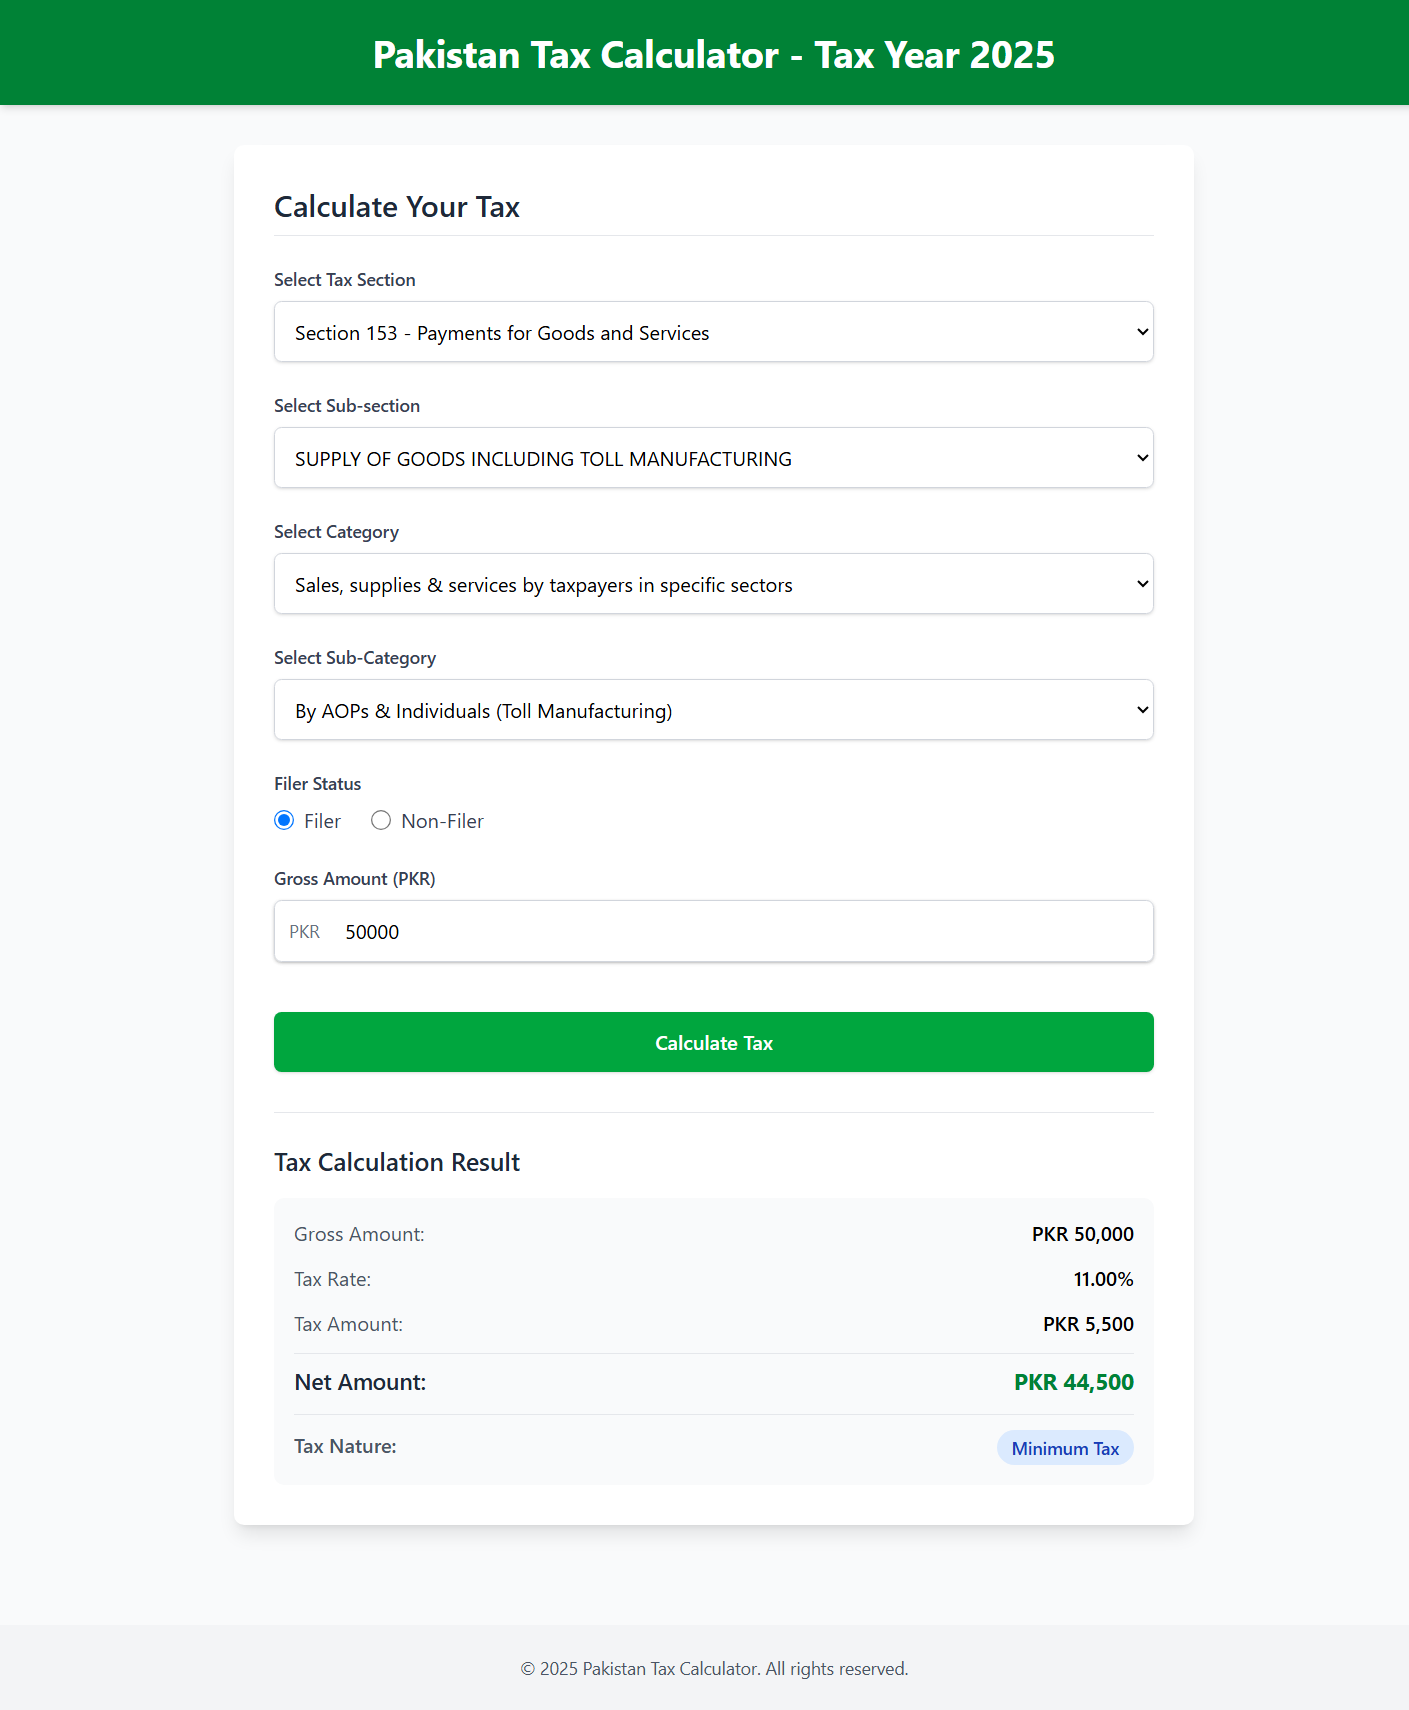 Pakistan Tax Calculator - Tax Year 2025
Calculate Your Tax
Select Tax Section
Section 153 - Payments for Goods and Services
Select Sub-section
SUPPLY OF GOODS INCLUDING TOLL MANUFACTURING
Select Category
Sales, supplies & services by taxpayers in specific sectors
Select Sub-Category
By AOPs & Individuals (Toll Manufacturing)
Filer Status
Filer Non-Filer
Gross Amount (PKR)
PKR 50000
Calculate Tax
Tax Calculation Result
Gross Amount: PKR 50,000
Tax Rate: 11.00%
Tax Amount: PKR 5,500
Net Amount: PKR 44,500
Tax Nature: Minimum Tax
© 2025 Pakistan Tax Calculator. All rights reserved.